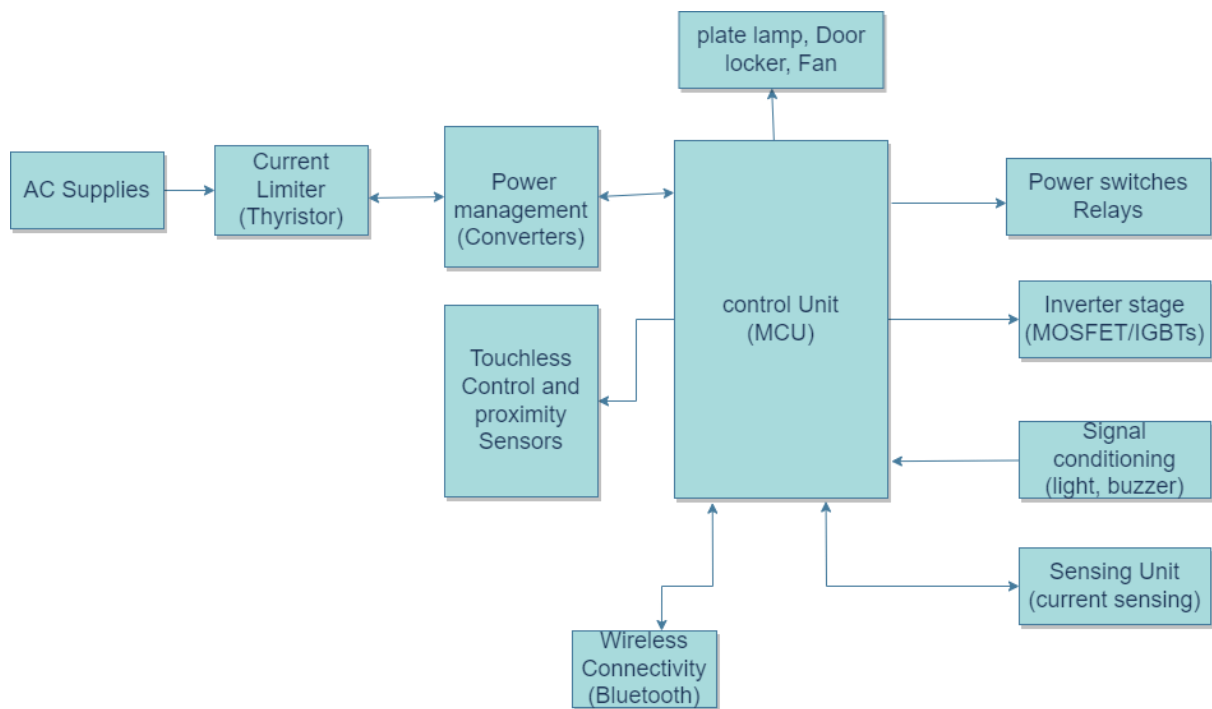 plate lamp, Door
locker, Fan
AC Supplies
Current
Limiter
(Thyristor)
Power
management
(Converters)
control Unit
(MCU)
Power switches
Relays
Inverter stage
(MOSFET/IGBTs)
Touchless
Control and
proximity
Sensors
Signal
conditioning
(light, buzzer)
Sensing Unit
(current sensing)
Wireless
Connectivity
(Bluetooth)